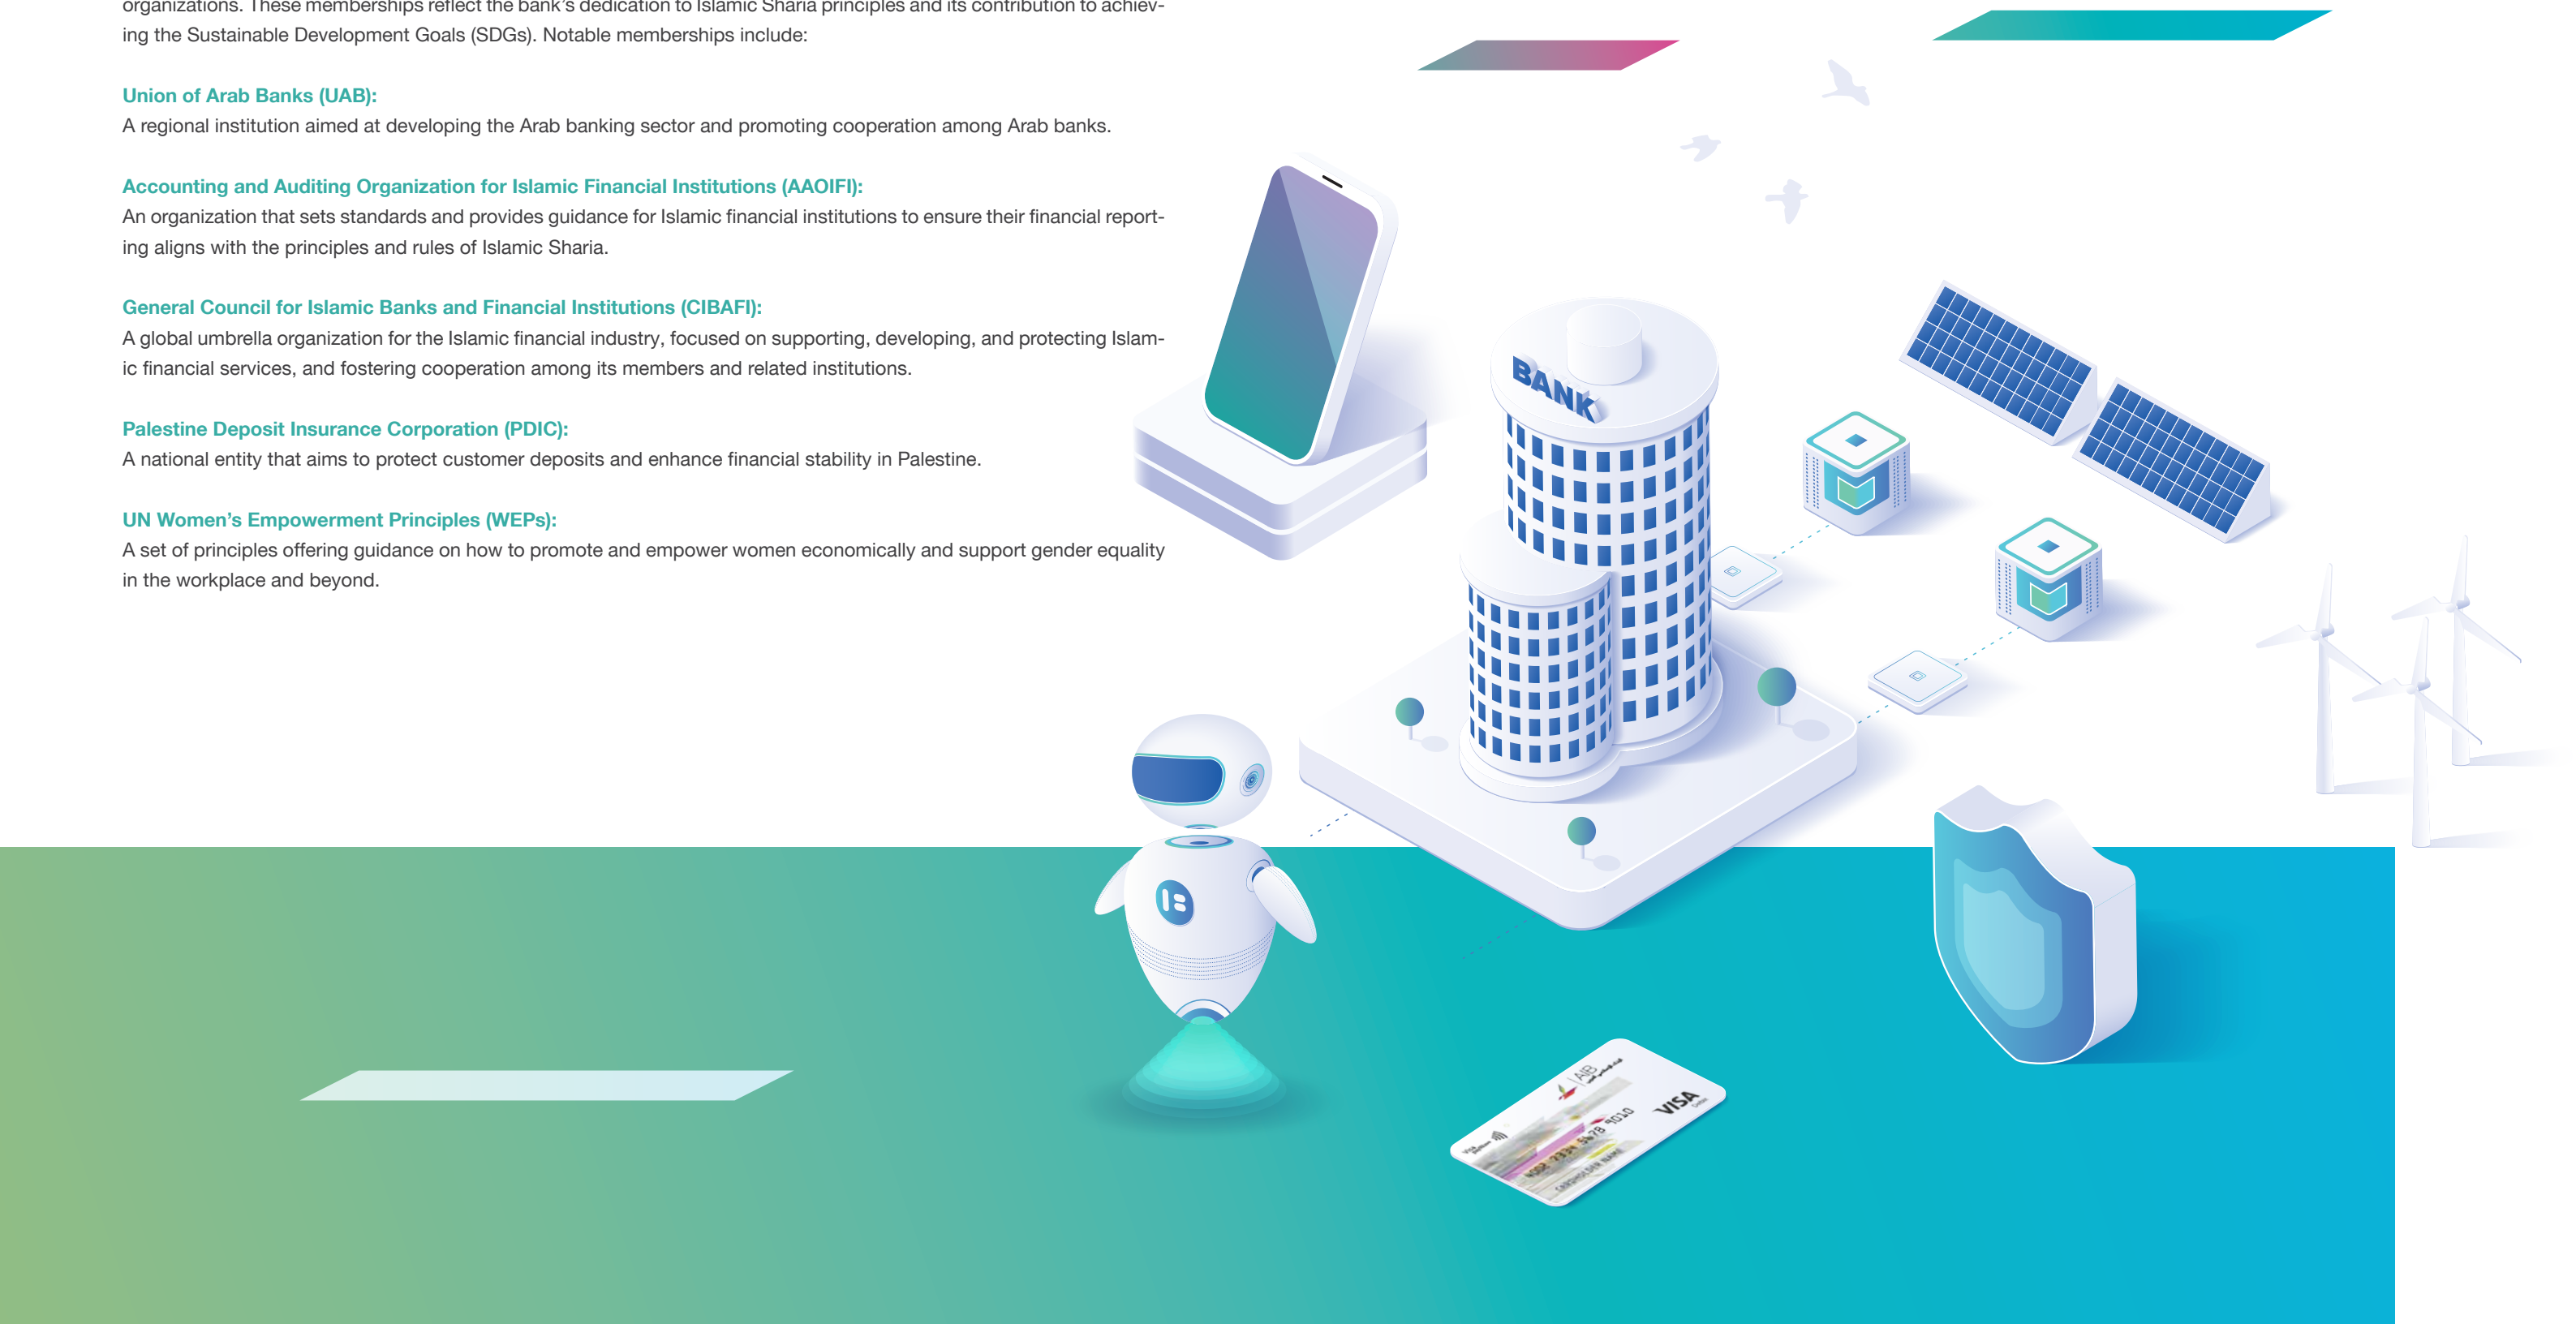 organizations. These memberships reflect the bank's dedication to Islamic Sharia principles and its contribution to achiev-
ing the Sustainable Development Goals (SDGs). Notable memberships include:
Union of Arab Banks (UAB):
A regional institution aimed at developing the Arab banking sector and promoting cooperation among Arab banks.
Accounting and Auditing Organization for Islamic Financial Institutions (AAOIFI):
An organization that sets standards and provides guidance for Islamic financial institutions to ensure their financial report-
ing aligns with the principles and rules of Islamic Sharia.
General Council for Islamic Banks and Financial Institutions (CIBAFI):
A global umbrella organization for the Islamic financial industry, focused on supporting, developing, and protecting Islam-
ic financial services, and fostering cooperation among its members and related institutions.
Palestine Deposit Insurance Corporation (PDIC):
A national entity that aims to protect customer deposits and enhance financial stability in Palestine.
UN Women's Empowerment Principles (WEPs):
A set of principles offering guidance on how to promote and empower women economically and support gender equality
in the workplace and beyond.
BANK
AIB
5678 9010
CARDHOLDER NAME
VISA